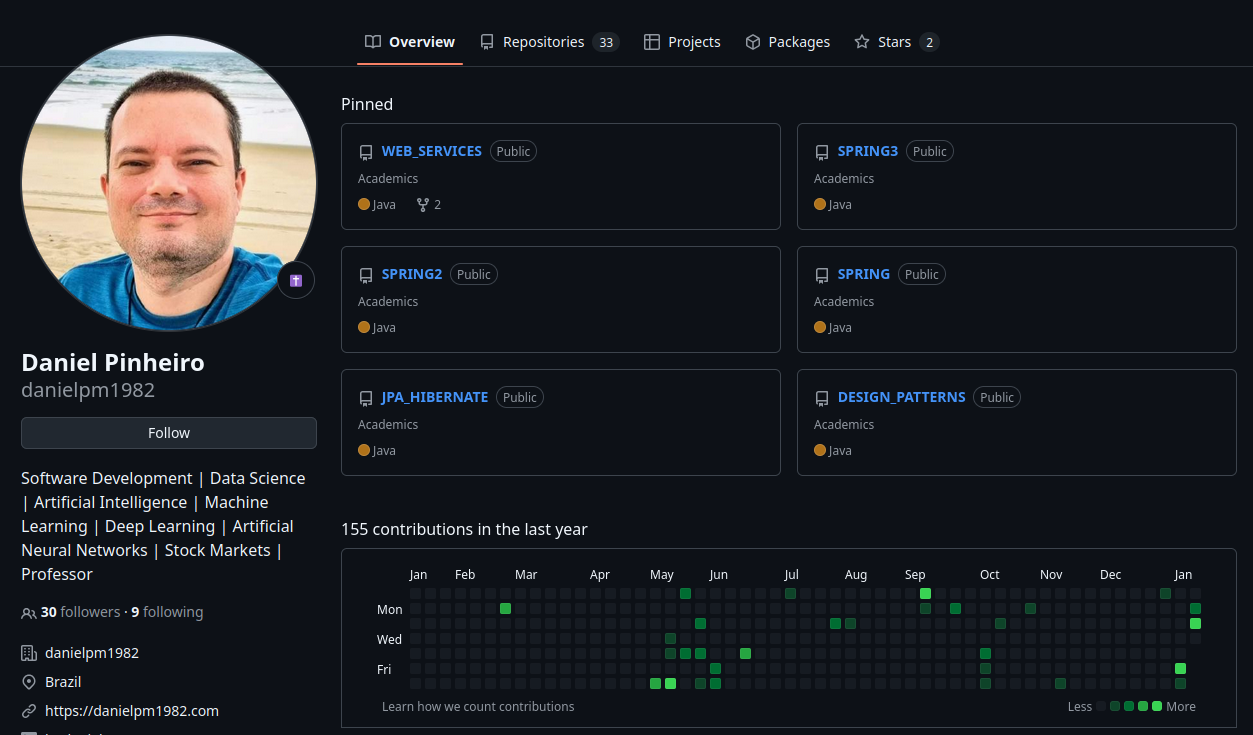 Overview
Repositories 33
Projects
Packages
Stars 2
Daniel Pinheiro
danielpm1982
Follow
Software Development | Data Science
| Artificial Intelligence | Machine
Learning | Deep Learning | Artificial
Neural Networks | Stock Markets |
Professor
30 followers · 9 following
danielpm1982
Brazil
https://danielpm1982.com
Pinned
WEB_SERVICES Public
Academics
Java 2
SPRING3 Public
Academics
Java
SPRING2 Public
Academics
Java
SPRING Public
Academics
Java
JPA_HIBERNATE Public
Academics
Java
DESIGN_PATTERNS Public
Academics
Java
155 contributions in the last year
Jan Feb Mar Apr May Jun Jul Aug Sep Oct Nov Dec Jan
Mon
Wed
Fri
Learn how we count contributions
Less More